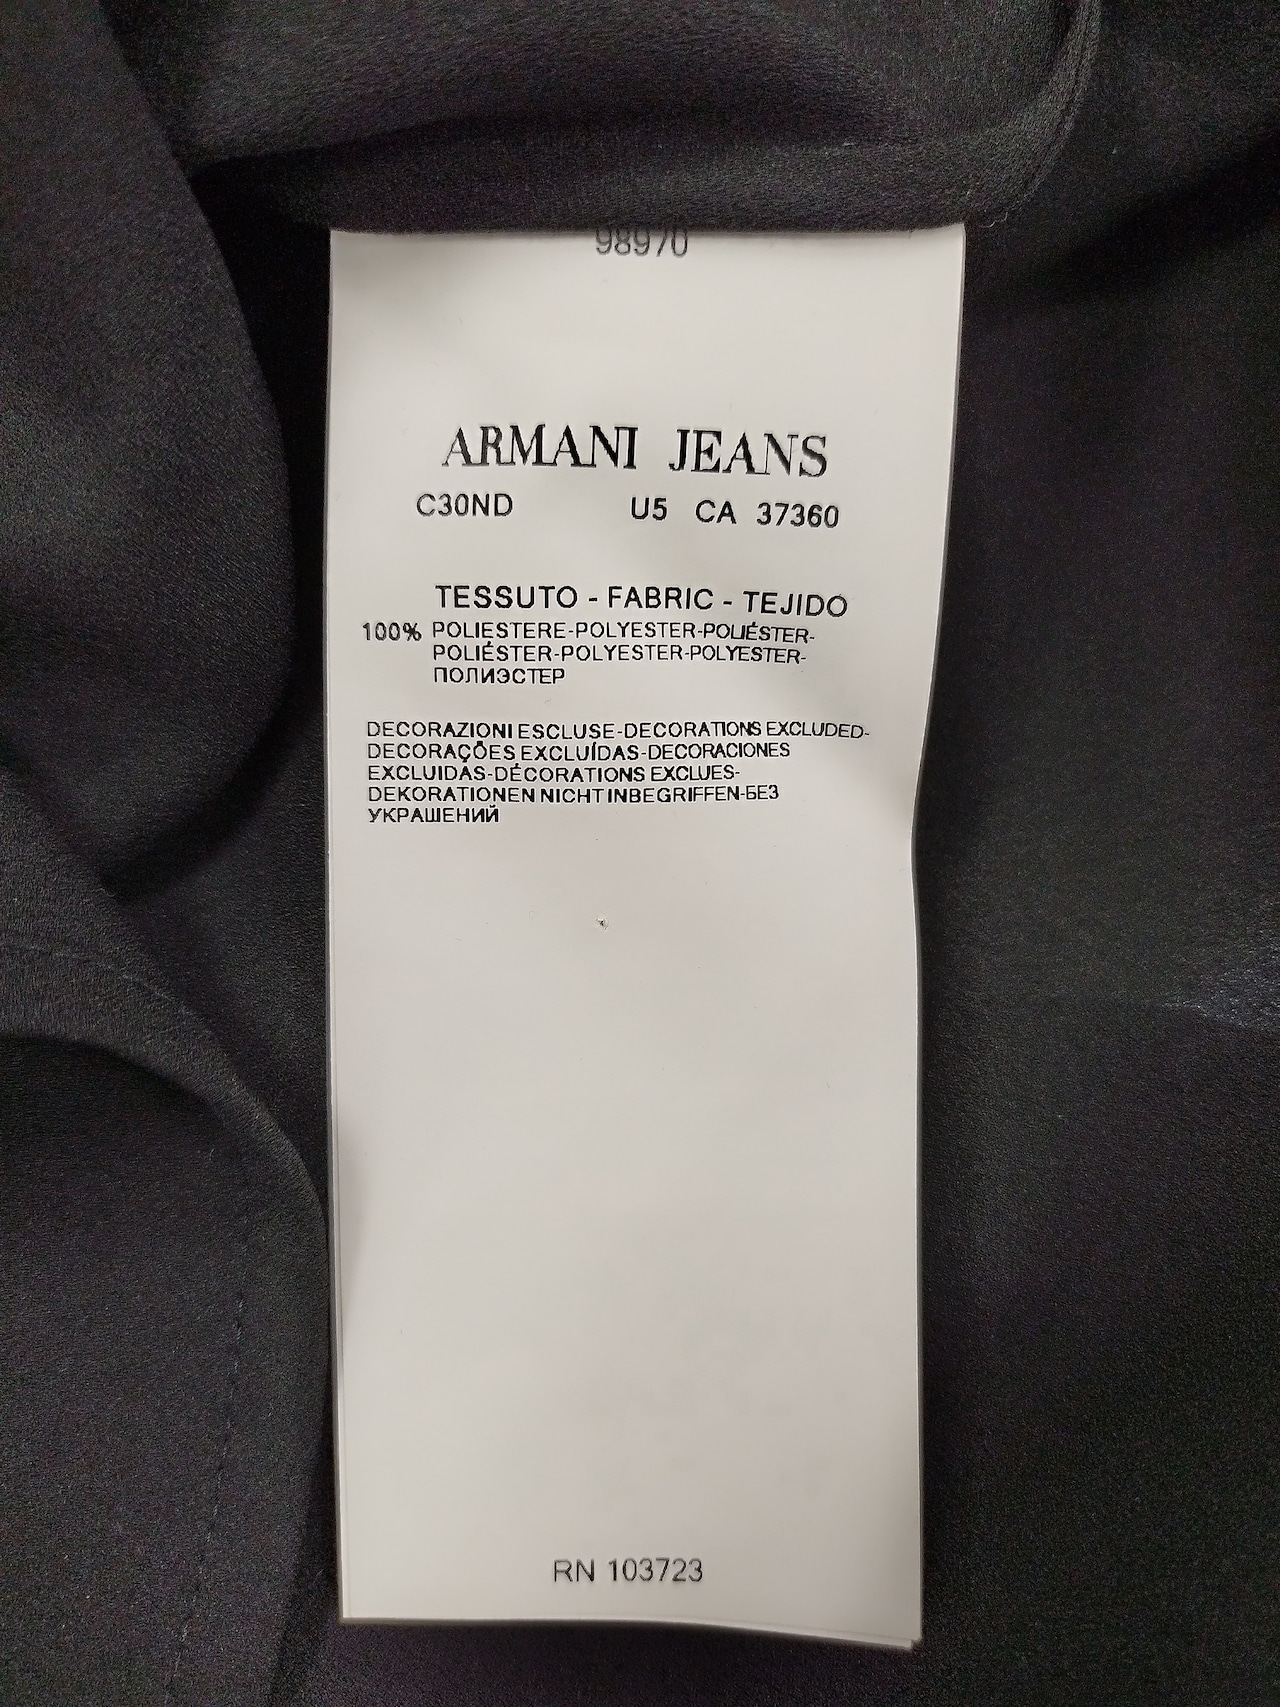 98970
ARMANI JEANS
C30ND U5 CA 37360
TESSUTO - FABRIC - TEJIDO
100% POLIESTERE-POLYESTER-POLIÉSTER-
POLIÉSTER-POLYESTER-POLYESTER-
ПОЛИЭСТЕР
DECORAZIONI ESCLUSE-DECORATIONS EXCLUDED-
DECORAÇÕES EXCLUÍDAS-DECORACIONES
EXCLUIDAS-DÉCORATIONS EXCLUES-
DEKORATIONEN NICHT INBEGRIFFEN-БЕЗ
УКРАШЕНИЙ
RN 103723